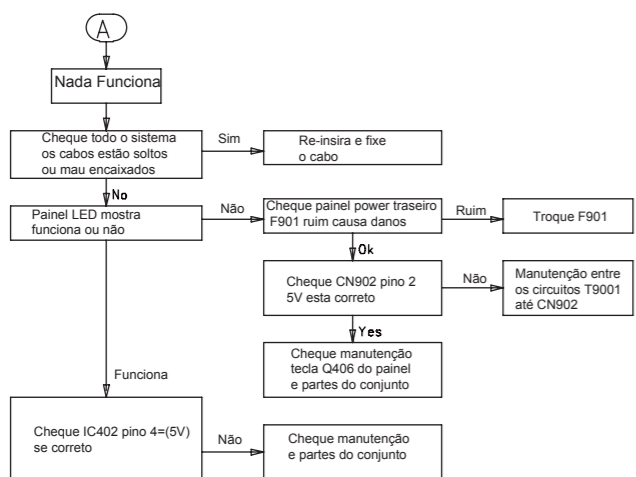 A
Nada Funciona
Cheque todo o sistema
os cabos estão soltos
ou mau encaixados
Sim
Re-insira e fixe
o cabo
No
Painel LED mostra
funciona ou não
Não
Cheque painel power traseiro
F901 ruim causa danos
Ruim
Troque F901
Ok
Cheque CN902 pino 2
5V esta correto
Não
Manutenção entre
os circuitos T9001
até CN902
Yes
Cheque manutenção
tecla Q406 do painel
e partes do conjunto
Funciona
Cheque IC402 pino 4=(5V)
se correto
Não
Cheque manutenção
e partes do conjunto